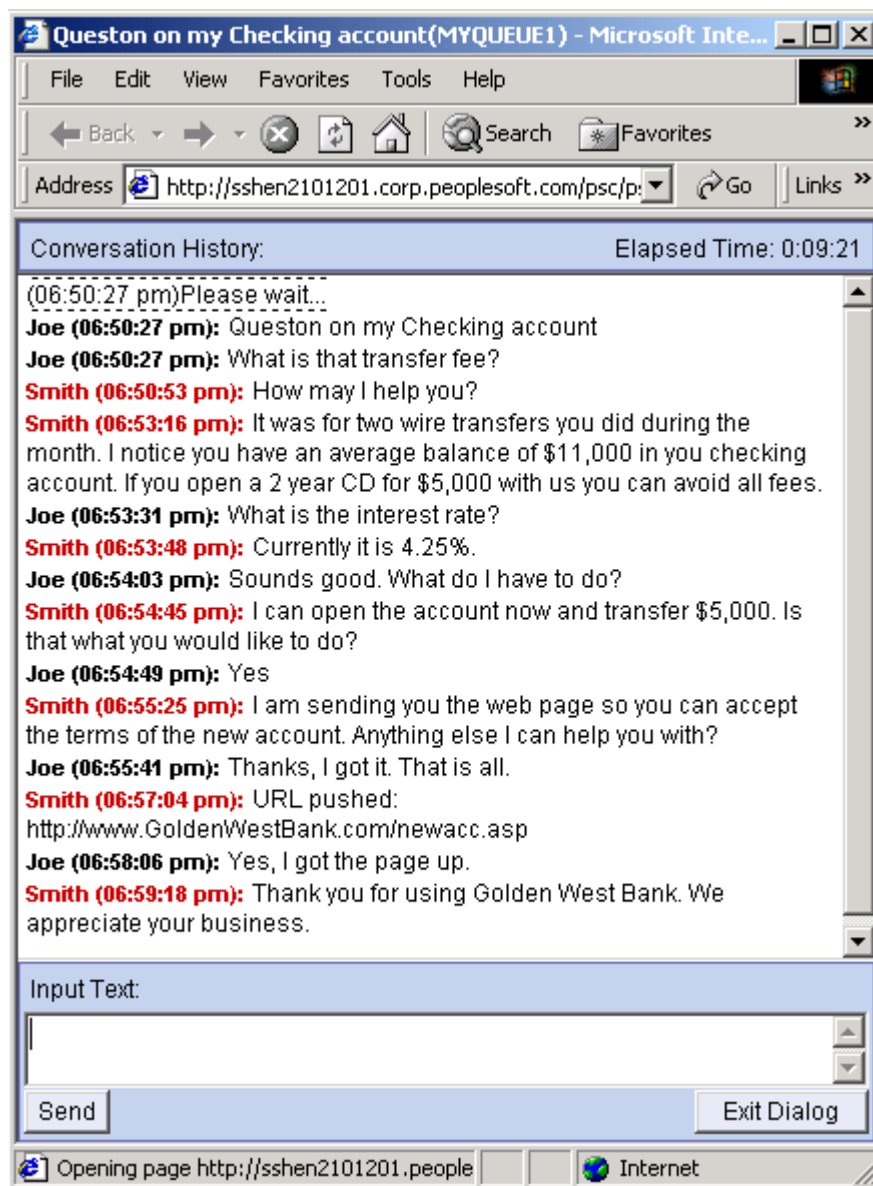 Queston on my Checking account(MYQUEUE1) - Microsoft Inte...
File Edit View Favorites Tools Help
Back Search Favorites »
Address http://sshen2101201.corp.peoplesoft.com/psc/p Go Links »
Conversation History: Elapsed Time: 0:09:21
(06:50:27 pm)Please wait...
Joe (06:50:27 pm): Queston on my Checking account
Joe (06:50:27 pm): What is that transfer fee?
Smith (06:50:53 pm): How may I help you?
Smith (06:53:16 pm): It was for two wire transfers you did during the
month. I notice you have an average balance of $11,000 in you checking
account. If you open a 2 year CD for $5,000 with us you can avoid all fees.
Joe (06:53:31 pm): What is the interest rate?
Smith (06:53:48 pm): Currently it is 4.25%.
Joe (06:54:03 pm): Sounds good. What do I have to do?
Smith (06:54:45 pm): I can open the account now and transfer $5,000. Is
that what you would like to do?
Joe (06:54:49 pm): Yes
Smith (06:55:25 pm): I am sending you the web page so you can accept
the terms of the new account. Anything else I can help you with?
Joe (06:55:41 pm): Thanks, I got it. That is all.
Smith (06:57:04 pm): URL pushed:
http://www.GoldenWestBank.com/newacc.asp
Joe (06:58:06 pm): Yes, I got the page up.
Smith (06:59:18 pm): Thank you for using Golden West Bank. We
appreciate your business.
Input Text:
Send Exit Dialog
Opening page http://sshen2101201.people Internet